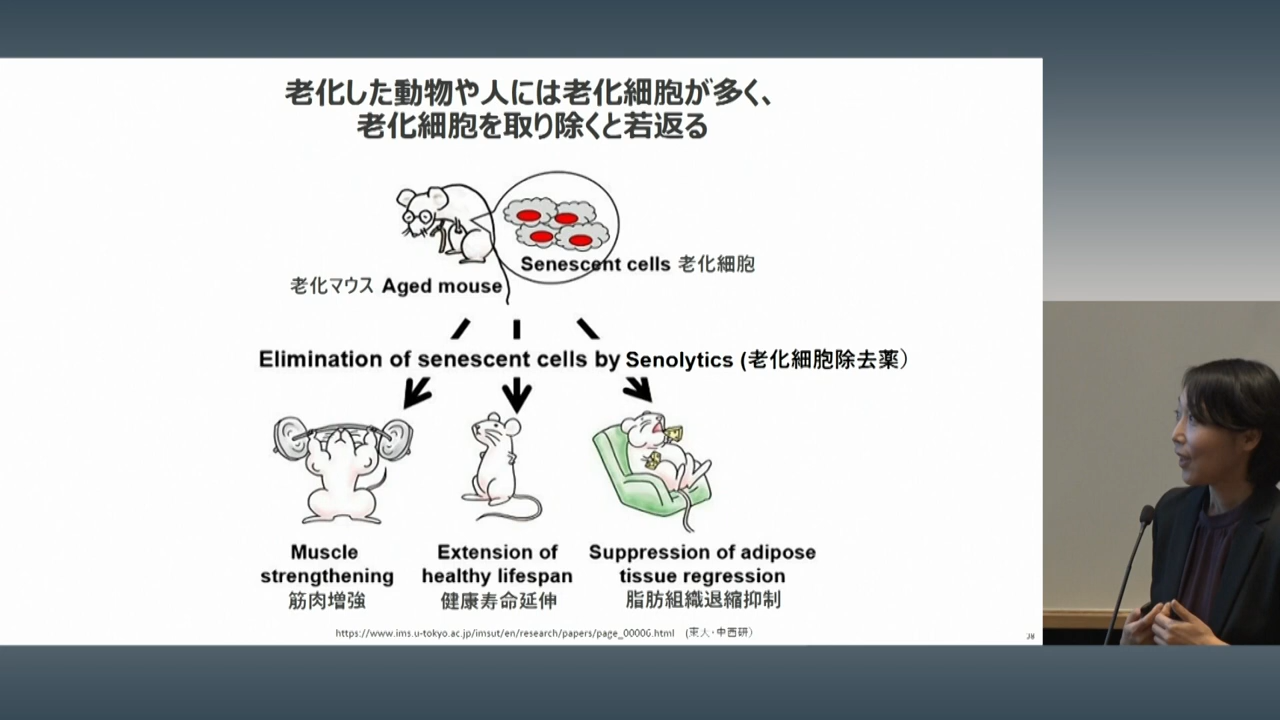 老化した動物や人には老化細胞が多く、
老化細胞を取り除くと若返る
Senescent cells 老化細胞
老化マウス Aged mouse
Elimination of senescent cells by Senolytics (老化細胞除去薬）
Muscle
strengthening
筋肉増強
Extension of
healthy lifespan
健康寿命延伸
Suppression of adipose
tissue regression
脂肪組織退縮抑制
https://www.ims.u-tokyo.ac.jp/imsut/en/research/papers/page_00006.html （東大・中西研）